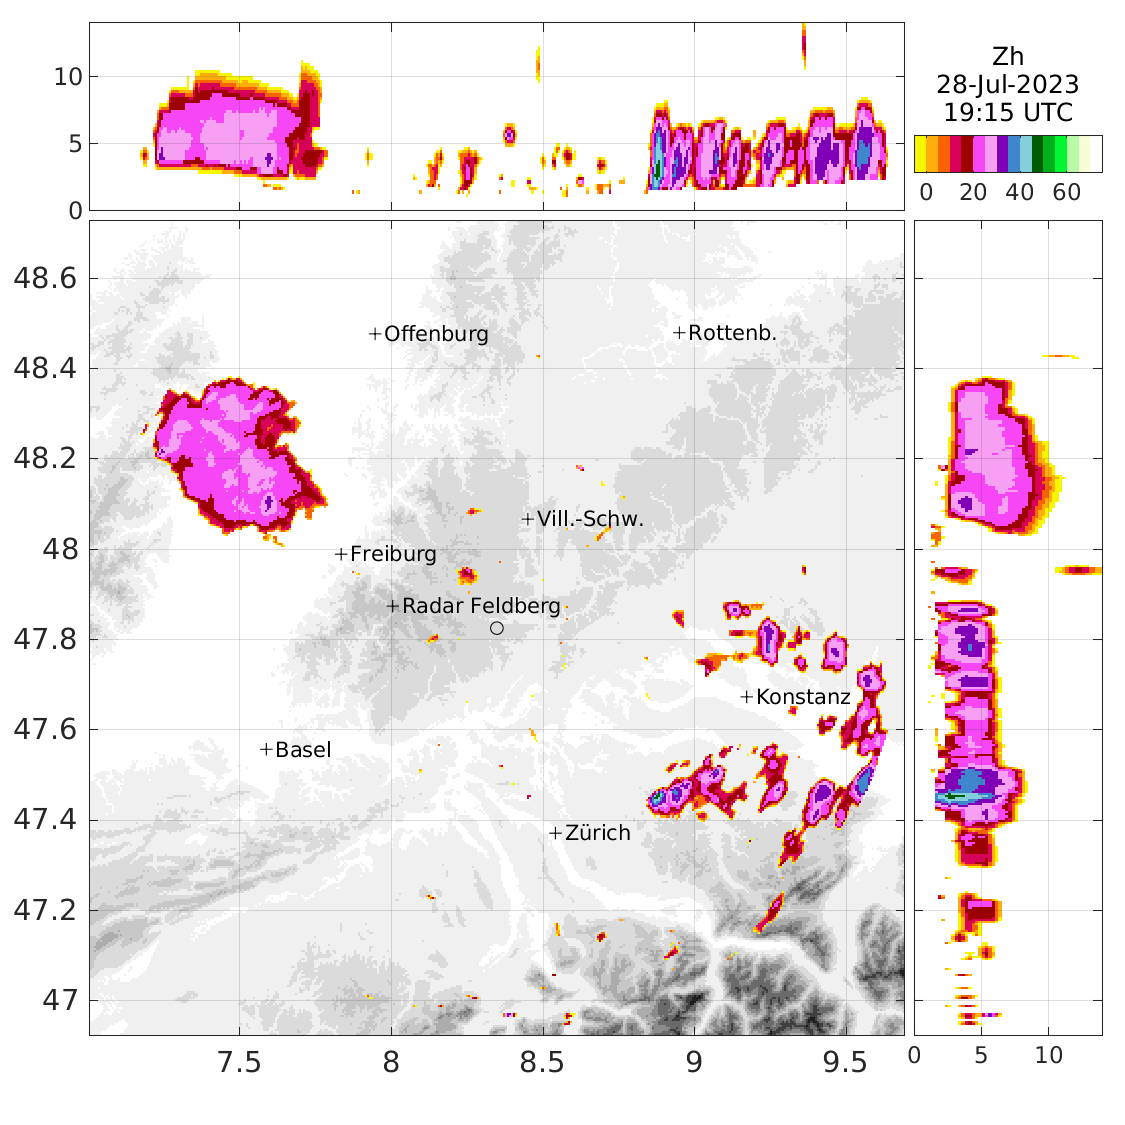 10
5
0
Zh
28-Jul-2023
19:15 UTC
0 20 40 60
48.6
48.4
48.2
48
47.8
47.6
47.4
47.2
47
+Offenburg
+Rottenb.
+Vill.-Schw.
+Freiburg
+Radar Feldberg
+Konstanz
+Basel
+Zürich
7.5 8 8.5 9 9.5
0 5 10